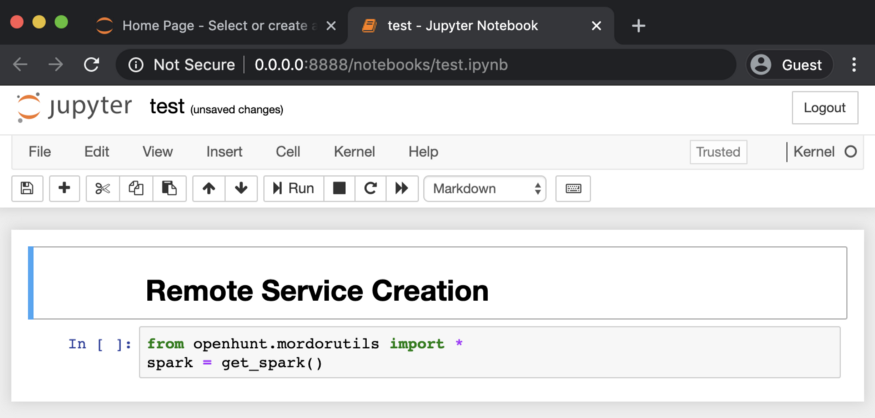 Home Page - Select or create a
test - Jupyter Notebook
Not Secure | 0.0.0.0:8888/notebooks/test.ipynb
Guest
jupyter test (unsaved changes)
Logout
File Edit View Insert Cell Kernel Help
Trusted
Kernel
Run
Markdown
Remote Service Creation
In [ ]: from openhunt.mordorutils import *
spark = get_spark()